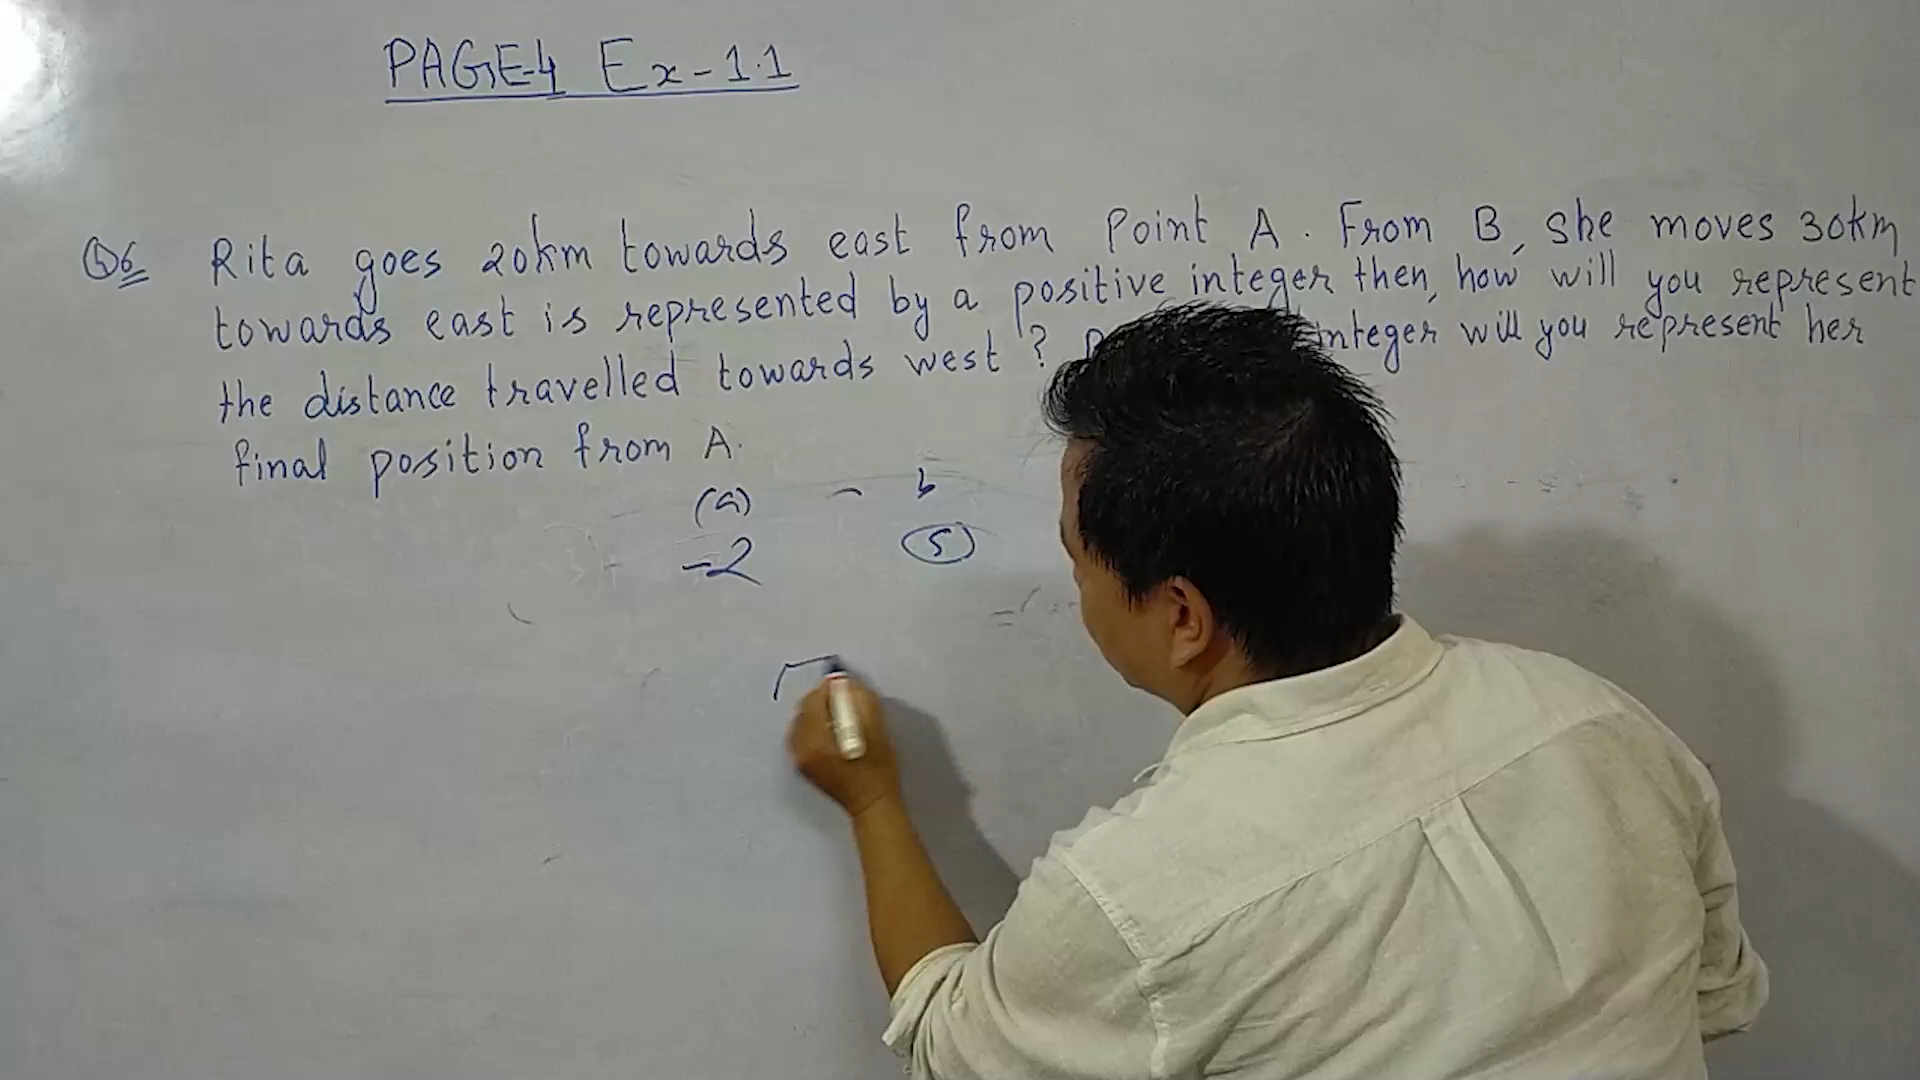 PAGE-4 Ex-1.1
Q6 Rita goes 20km towards east from Point A. From B, she moves 30km
towards east is represented by a positive integer then, how will you represent
the distance travelled towards west? integer will you represent her
final position from A.
(a) - b
-2 (5)